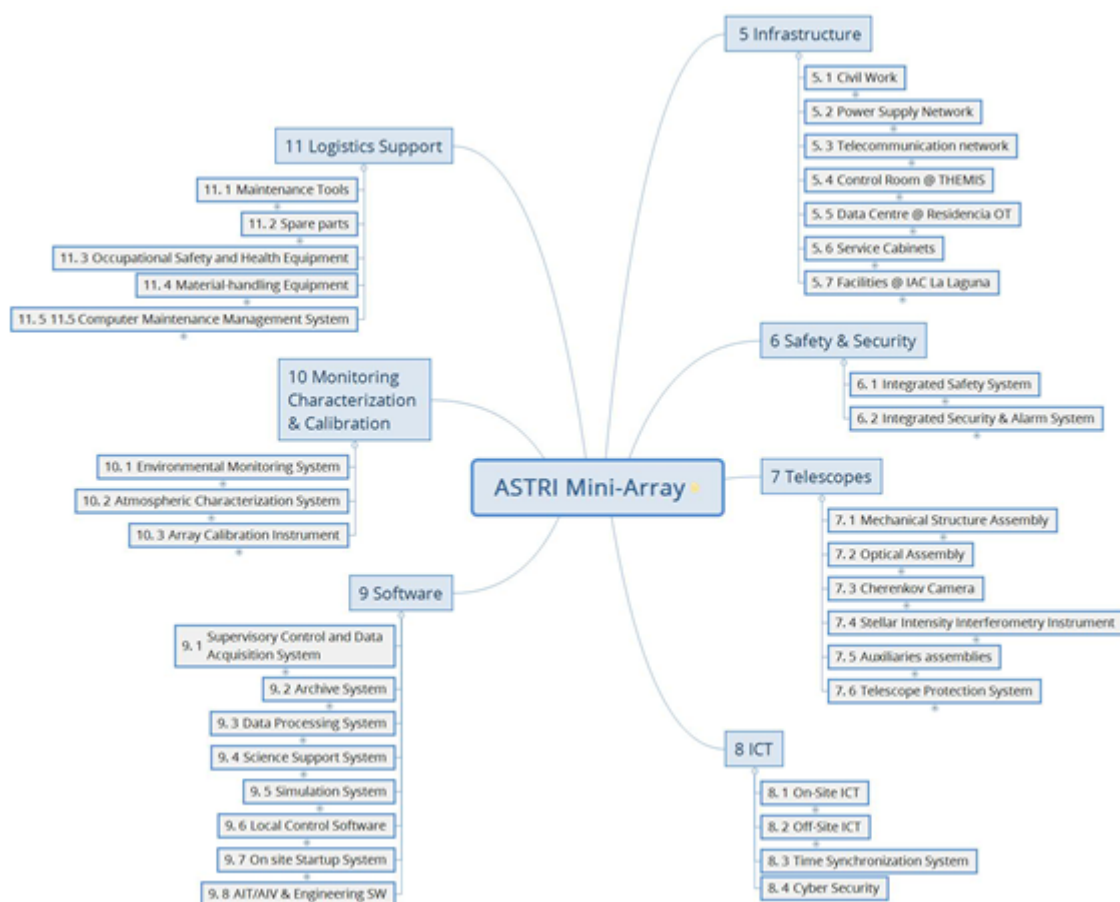 5 Infrastructure
5. 1 Civil Work
5. 2 Power Supply Network
5. 3 Telecommunication network
5. 4 Control Room @ THEMIS
5. 5 Data Centre @ Residencia OT
5. 6 Service Cabinets
5. 7 Facilities @ IAC La Laguna
6 Safety & Security
6. 1 Integrated Safety System
6. 2 Integrated Security & Alarm System
ASTRI Mini-Array
7 Telescopes
7. 1 Mechanical Structure Assembly
7. 2 Optical Assembly
7. 3 Cherenkov Camera
7. 4 Stellar Intensity Interferometry Instrument
7. 5 Auxiliaries assemblies
7. 6 Telescope Protection System
8 ICT
8. 1 On-Site ICT
8. 2 Off-Site ICT
8. 3 Time Synchronization System
8. 4 Cyber Security
11 Logistics Support
11. 1 Maintenance Tools
11. 2 Spare parts
11. 3 Occupational Safety and Health Equipment
11. 4 Material-handling Equipment
11. 5 11.5 Computer Maintenance Management System
10 Monitoring
Characterization
& Calibration
10. 1 Environmental Monitoring System
10. 2 Atmospheric Characterization System
10. 3 Array Calibration Instrument
9 Software
9. 1 Supervisory Control and Data
Acquisition System
9. 2 Archive System
9. 3 Data Processing System
9. 4 Science Support System
9. 5 Simulation System
9. 6 Local Control Software
9. 7 On site Startup System
9. 8 AIT/AIV & Engineering SW